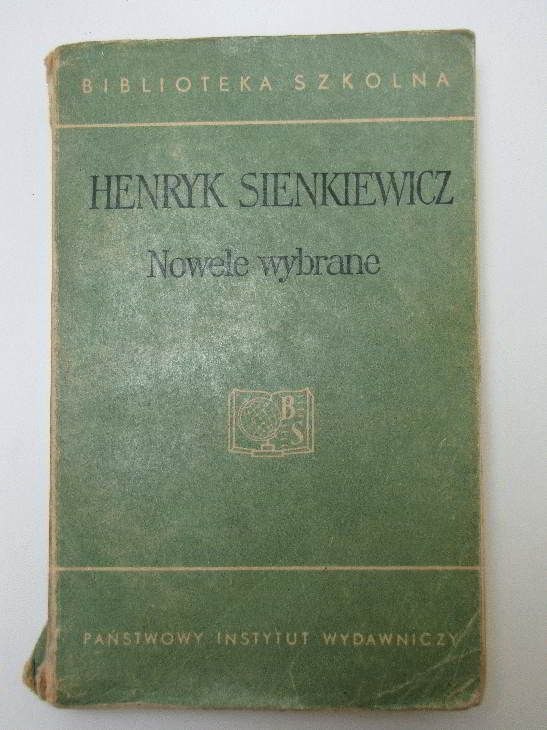 BIBLIOTEKA SZKOLNA
HENRYK SIENKIEWICZ
Nowele wybrane
B
S
PAŃSTWOWY INSTYTUT WYDAWNICZY